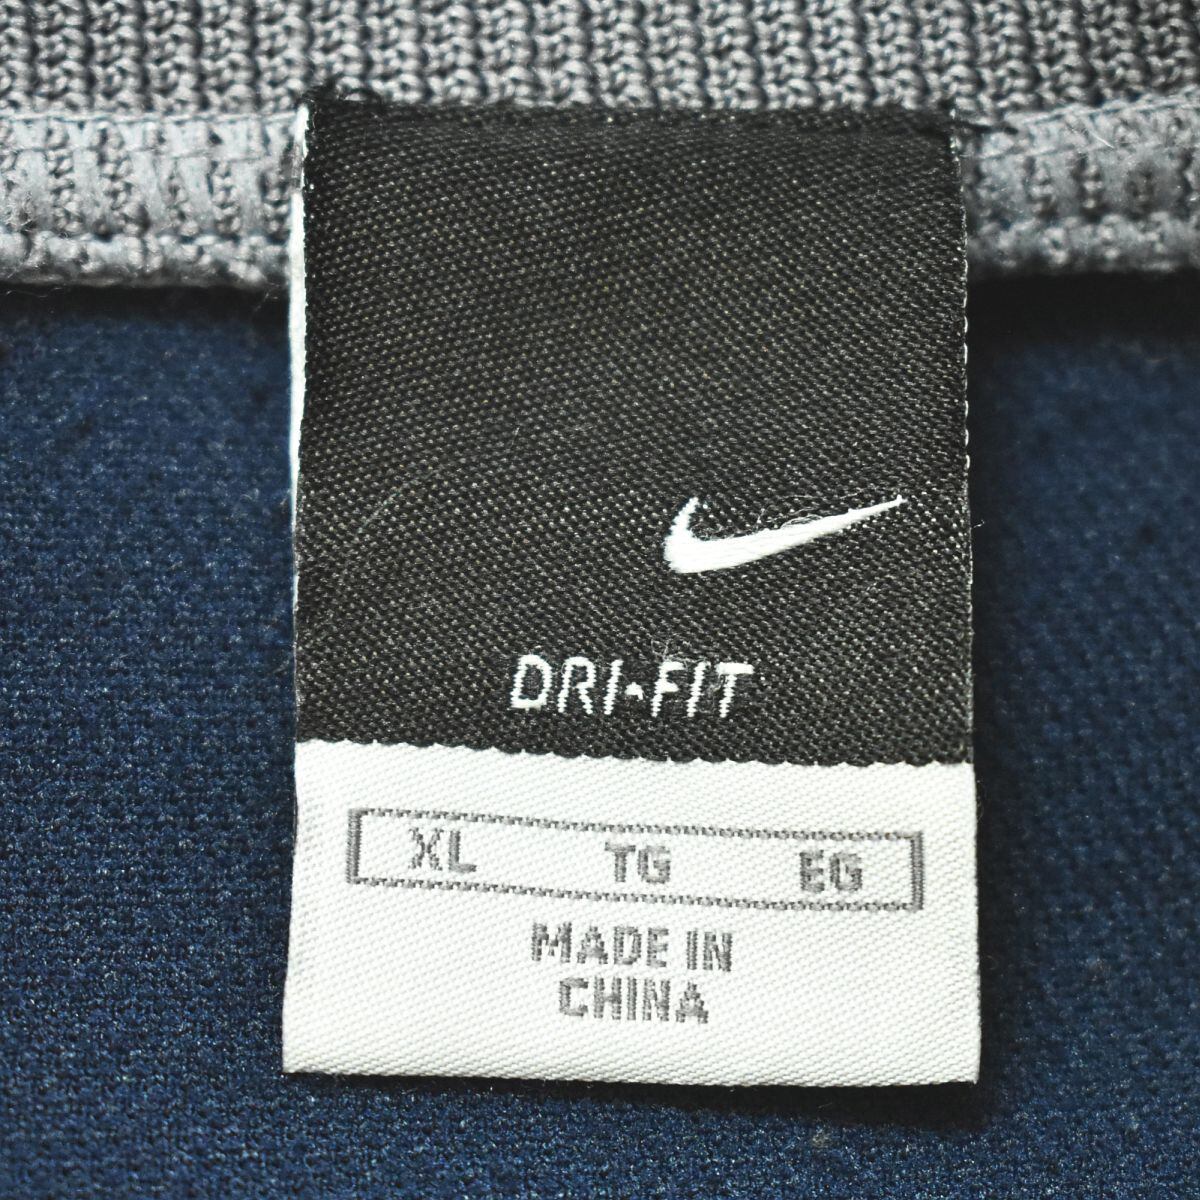 DRI-FIT
XL TG EG
MADE IN
CHINA